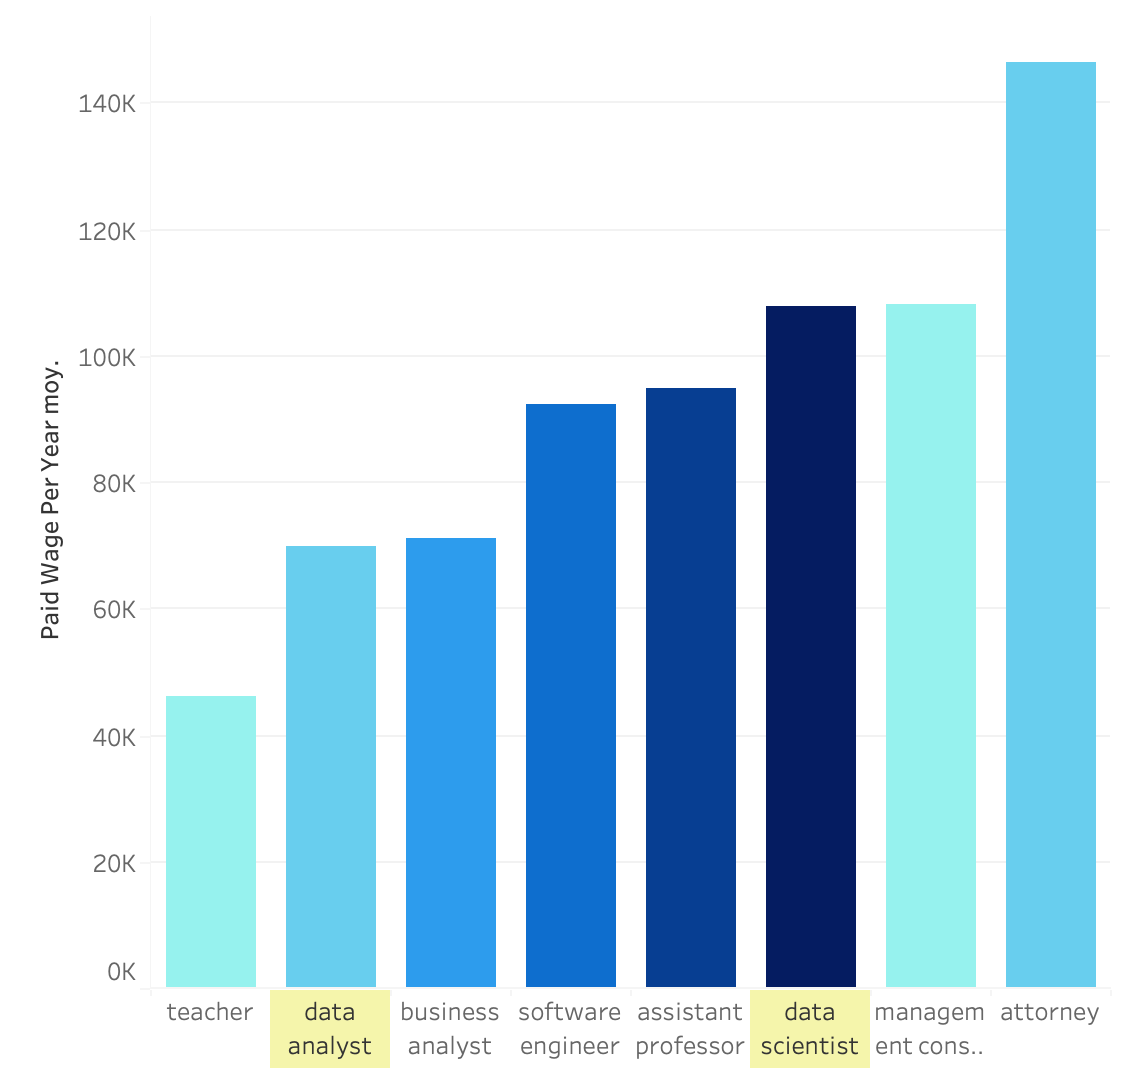 140K
120K
100K
80K
60K
40K
20K
0K
Paid Wage Per Year moy.
teacher
data
analyst
business
analyst
software
engineer
assistant
professor
data
scientist
managem
ent cons..
attorney